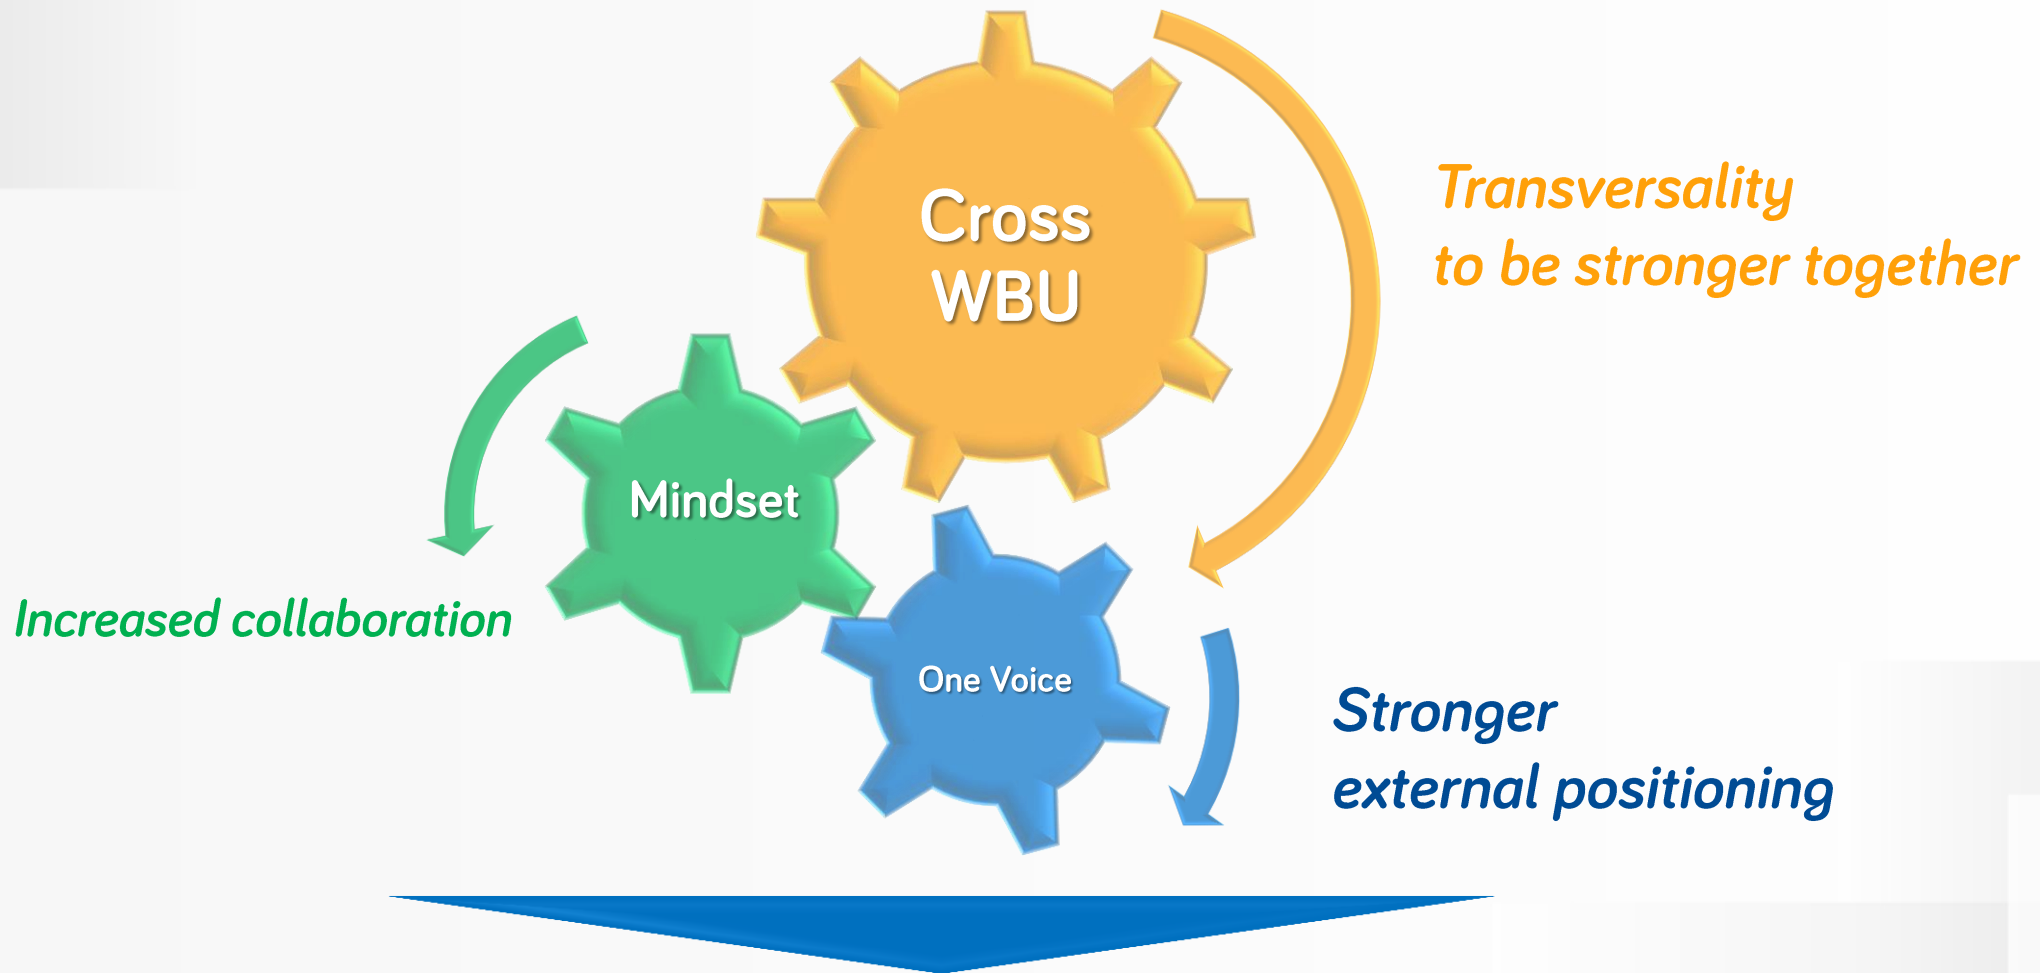 Cross
WBU
Transversality
to be stronger together
Mindset
Increased collaboration
One Voice
Stronger
external positioning